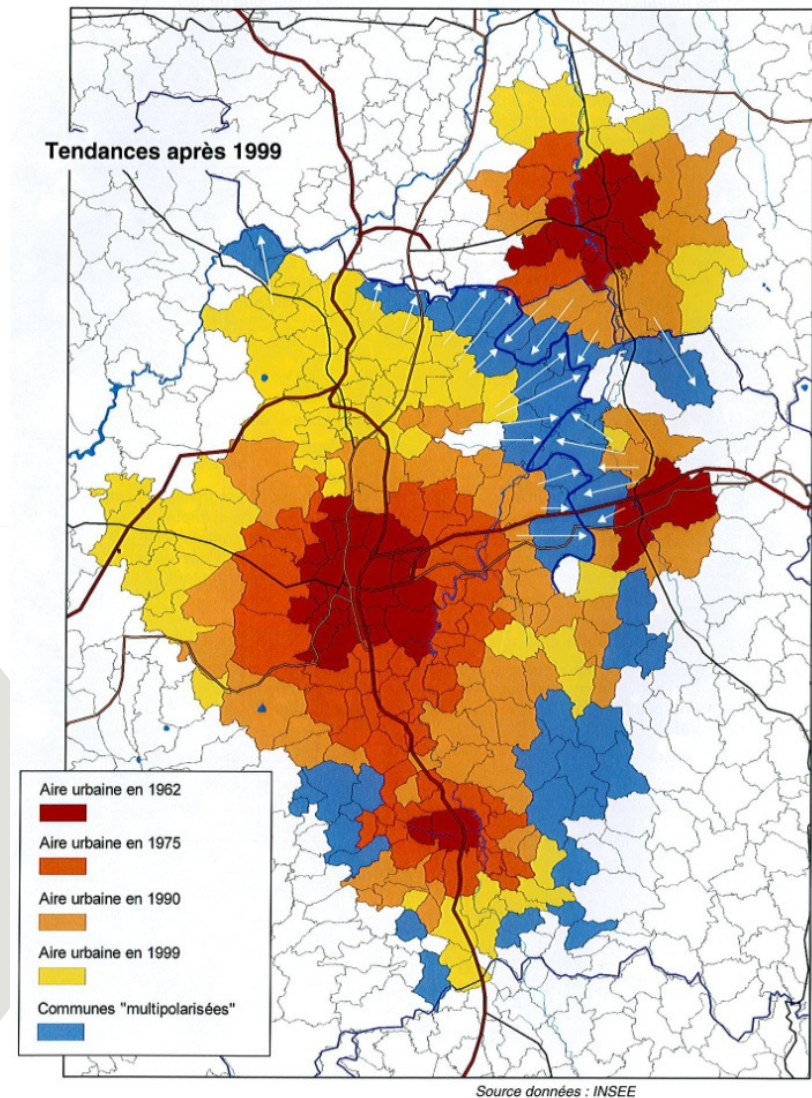 Tendances après 1999
Aire urbaine en 1962
Aire urbaine en 1975
Aire urbaine en 1990
Aire urbaine en 1999
Communes "multipolarisées"
Source données : INSEE